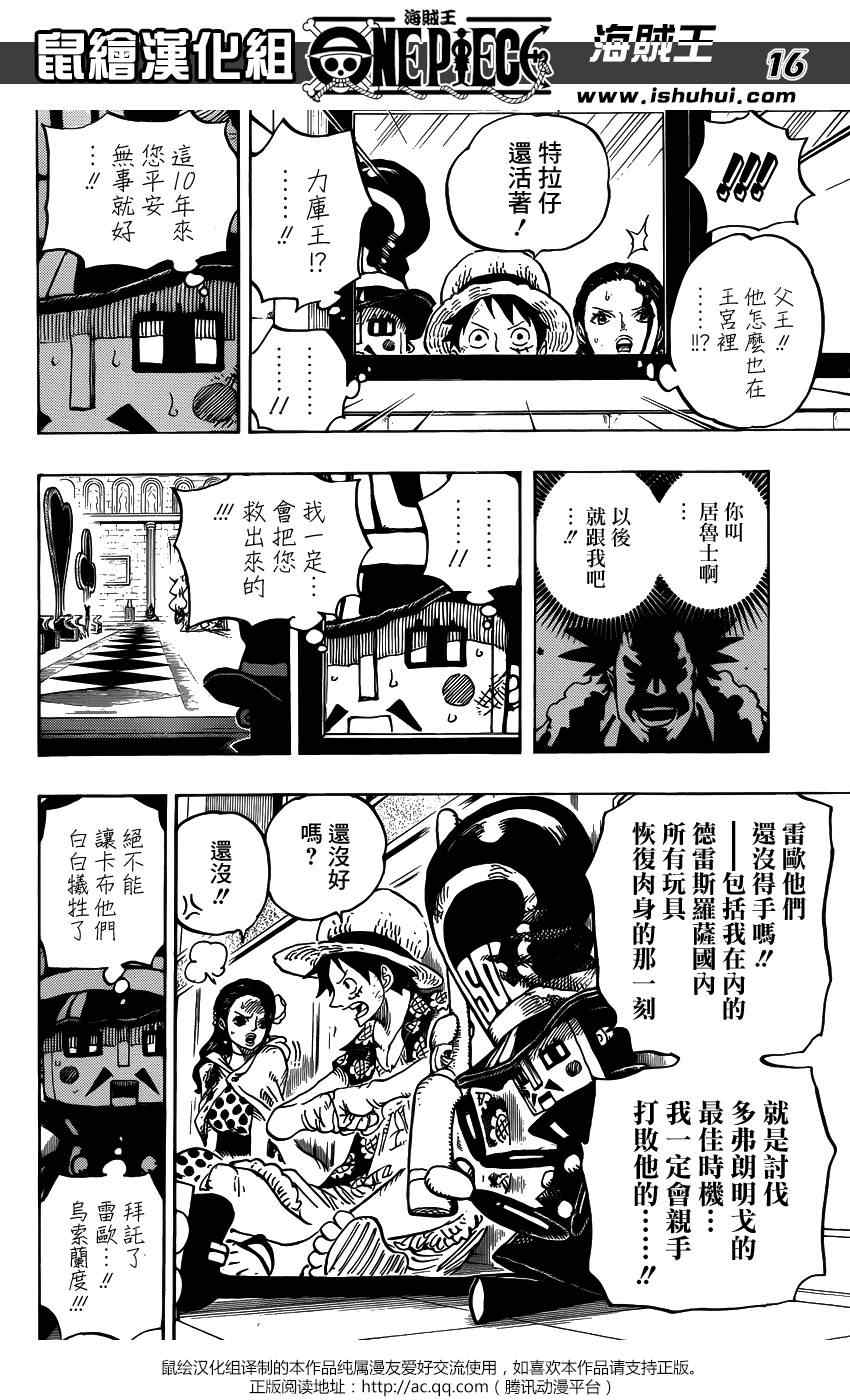 鼠繪漢化組
海賊王
ONE PIECE
海賊王
16
www.ishuhui.com
!!!!
父王!!
他怎麼也在
王宮裡
……!!?
特拉仔
還活著!
力庫王!?
……!!
……!!
這10年來
您平安
無事就好
…!!
你叫
居魯士啊
…
以後
就跟我吧
…!!
………
……!!
我一定…
會把您
救出來的
!!!
雷歐他們
還沒得手嗎!!
——包括我在內的
德雷斯羅薩國內
所有玩具
恢復肉身的那一刻
就是討伐
多弗朗明戈的
最佳時機…
我一定會親手
打敗他的……!!
還沒好
嗎?
還沒!!
絕不能
讓卡布他們
白白犧牲了
拜託了
雷歐…!!
烏索蘭度!!!
鼠绘汉化组译制的本作品纯属漫友爱好交流使用，如喜欢本作品请支持正版。
正版阅读地址：http://ac.qq.com（腾讯动漫平台）